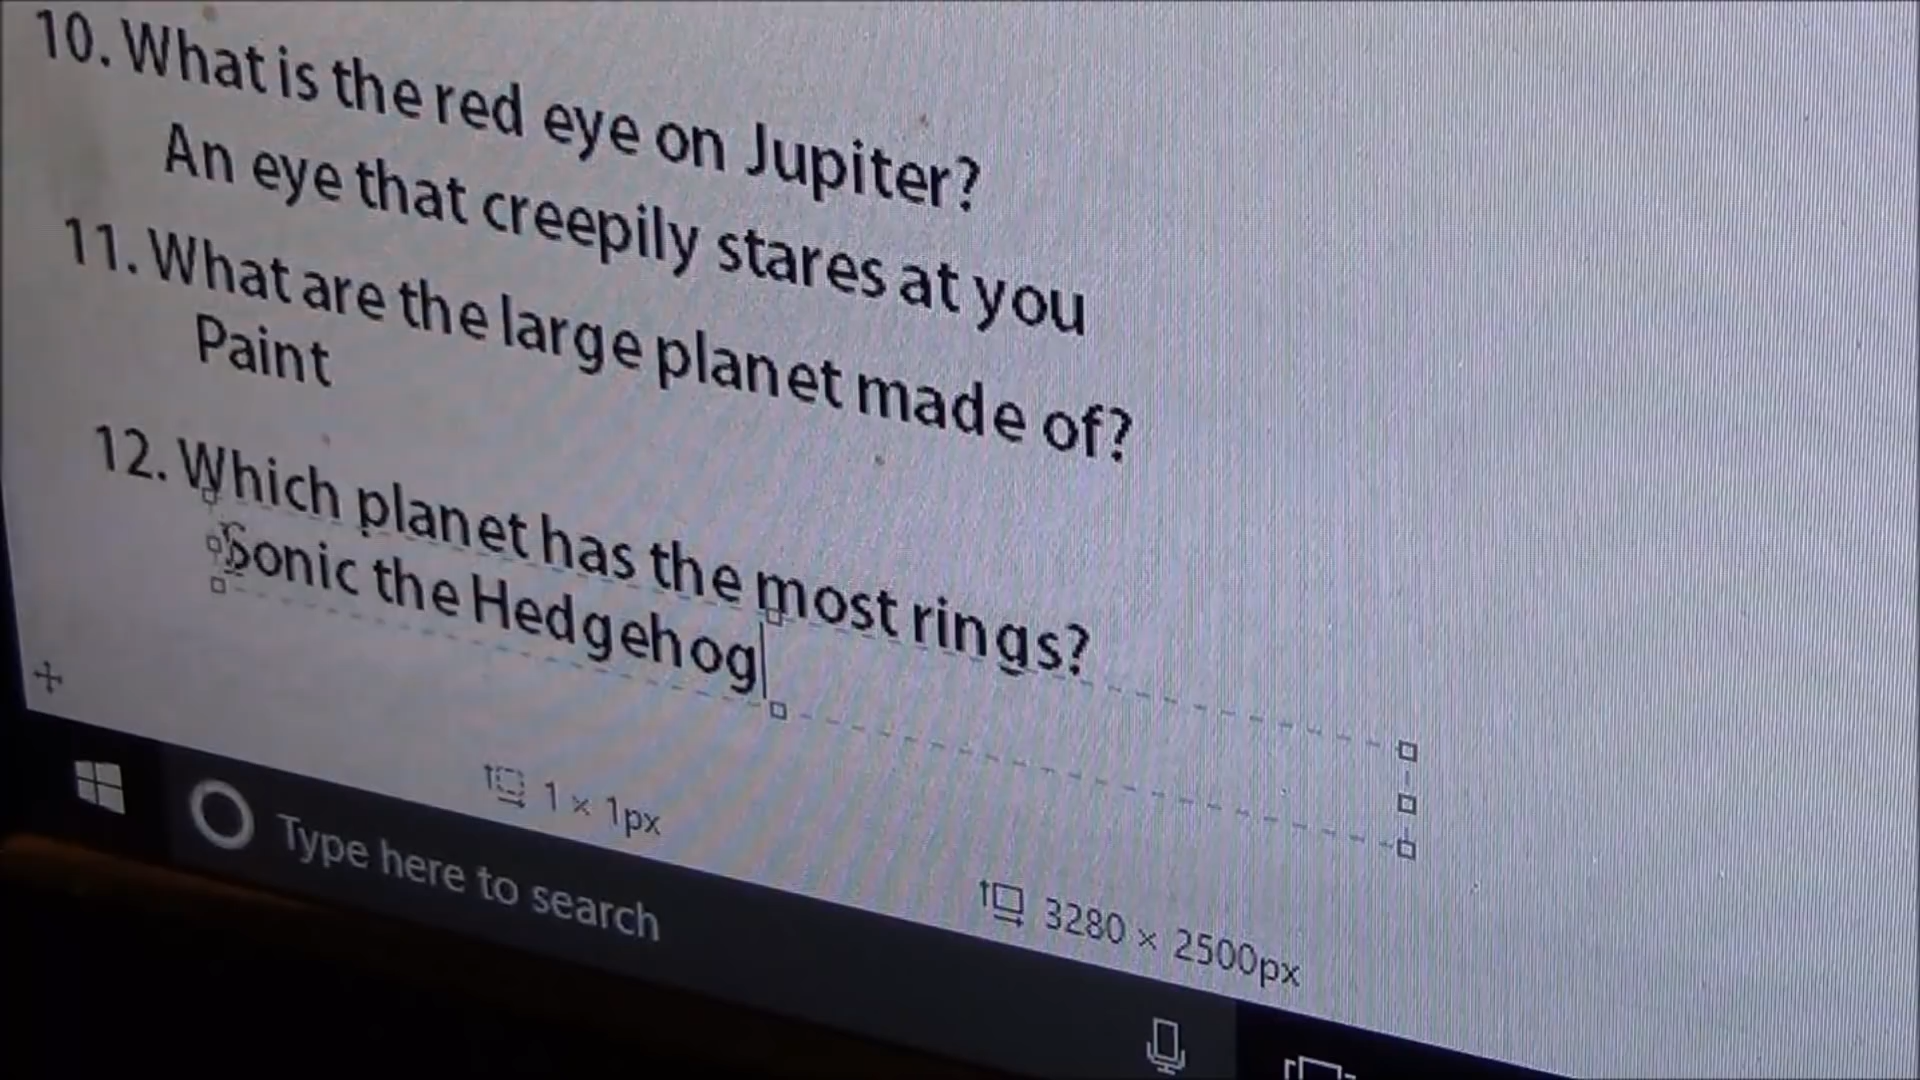 10. What is the red eye on Jupiter?
An eye that creepily stares at you
11. What are the large planet made of?
Paint
12. Which planet has the most rings?
Sonic the Hedgehog
1 × 1px
3280 × 2500px
Type here to search